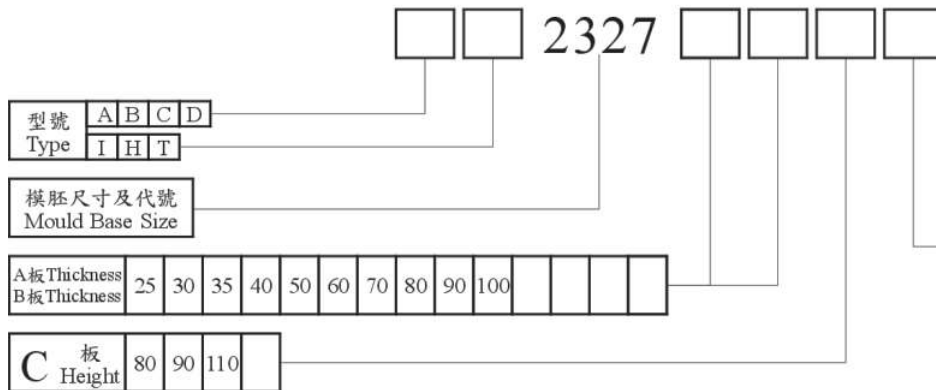 2327
型號 A B C D
Type I H T
模胚尺寸及代號
Mould Base Size
A板Thickness
B板Thickness 25 30 35 40 50 60 70 80 90 100
C 板 80 90 110
Height